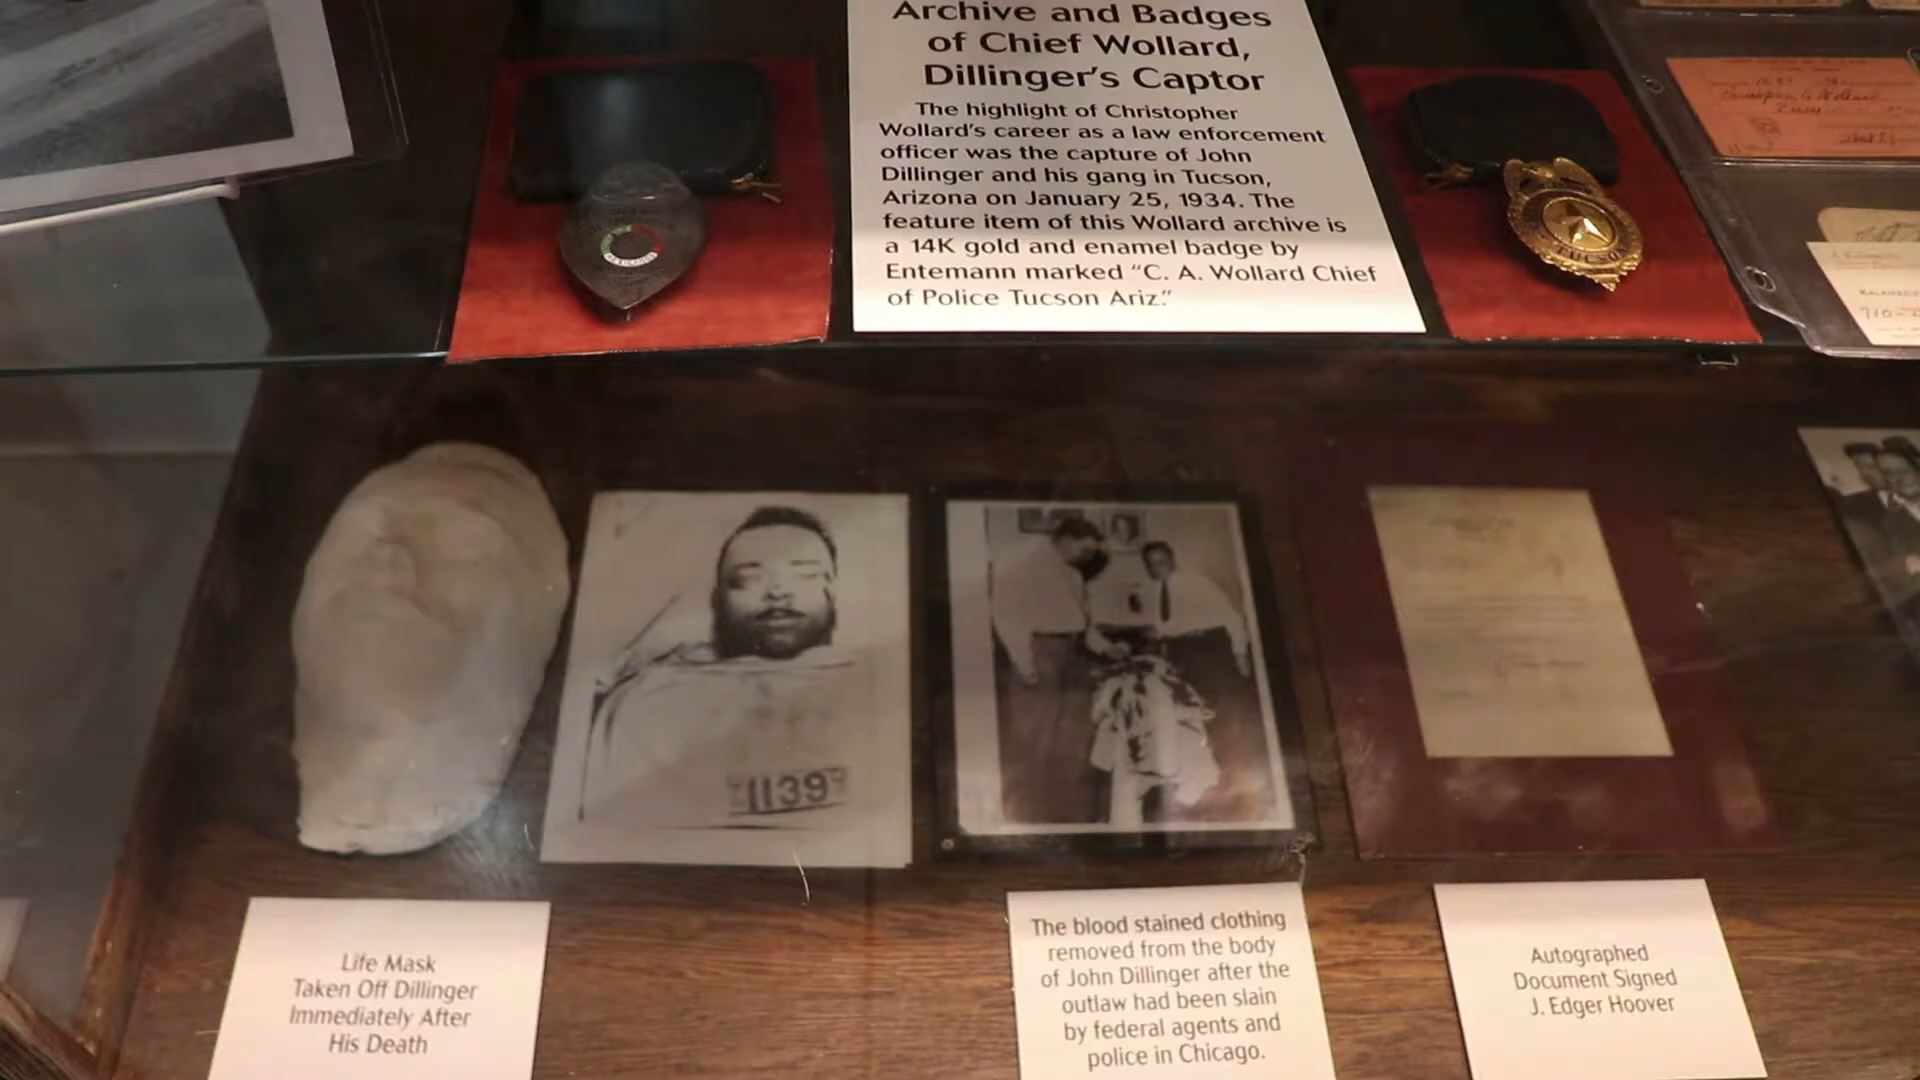 Archive and Badges
of Chief Wollard,
Dillinger's Captor
The highlight of Christopher
Wollard's career as a law enforcement
officer was the capture of John
Dillinger and his gang in Tucson,
Arizona on January 25, 1934. The
feature item of this Wollard archive is
a 14K gold and enamel badge by
Entemann marked “C. A. Wollard Chief
of Police Tucson Ariz.”
TUCSON
1139
Life Mask
Taken Off Dillinger
Immediately After
His Death
The blood stained clothing
removed from the body
of John Dillinger after the
outlaw had been slain
by federal agents and
police in Chicago.
Autographed
Document Signed
J. Edger Hoover